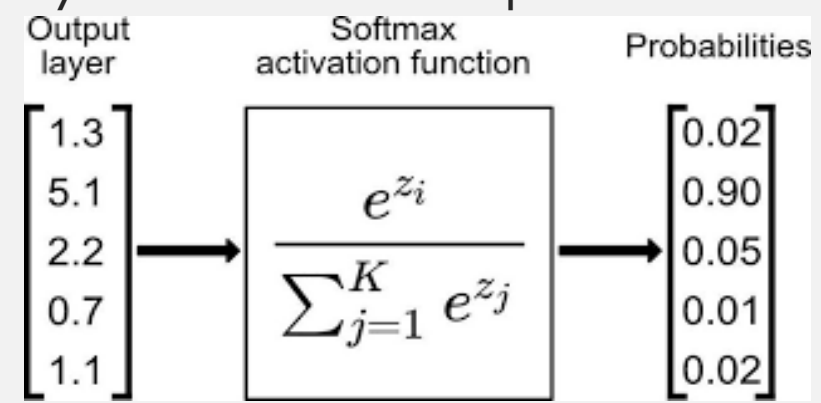 Output
layer
Softmax
activation function
Probabilities
1.3
5.1
2.2
0.7
1.1
e^{z_i}
∑_{j=1}^{K} e^{z_j}
0.02
0.90
0.05
0.01
0.02